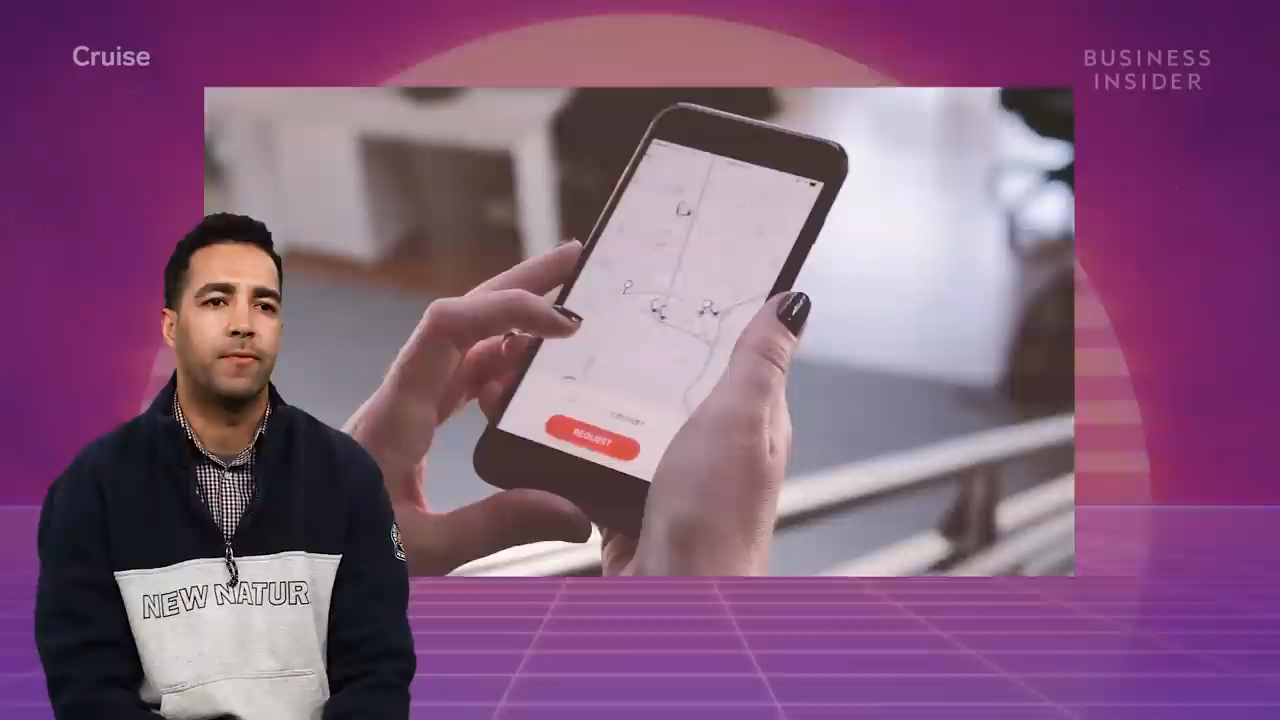 Cruise
BUSINESS
INSIDER
REQUEST
NEW NATUR